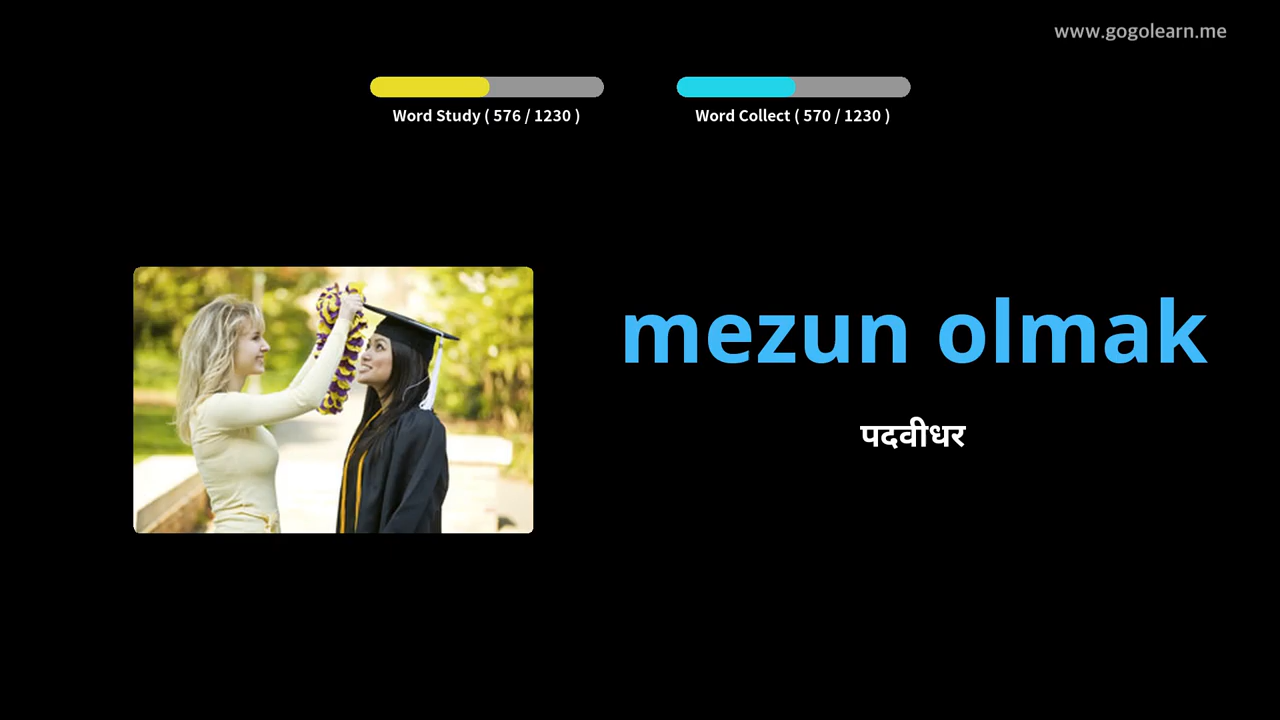 www.gogolearn.me
Word Study ( 576 / 1230 )
Word Collect ( 570 / 1230 )
mezun olmak
पदवीधर